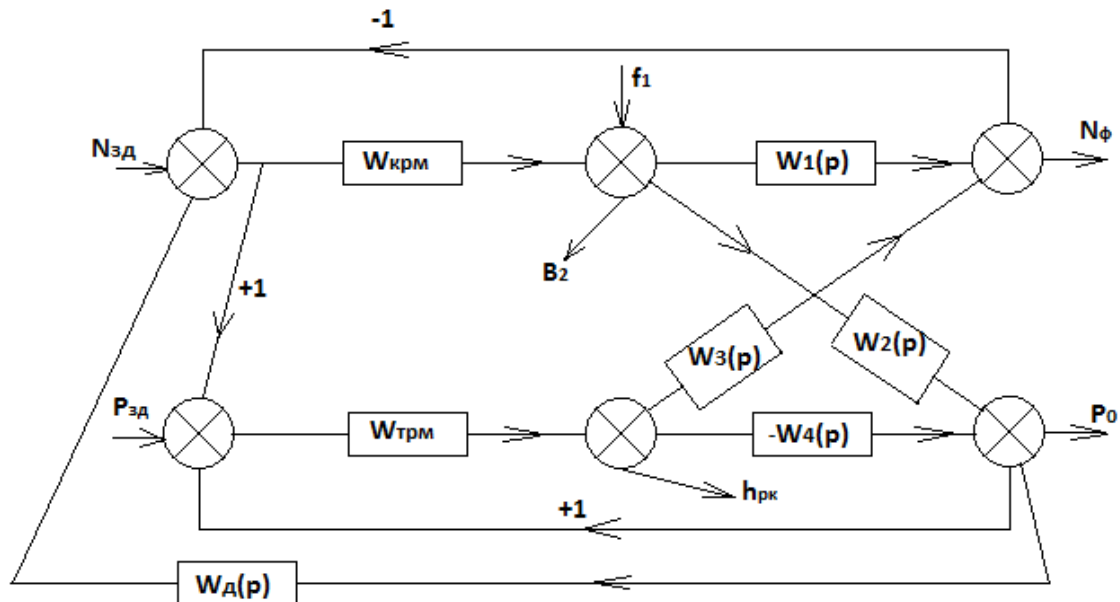 -1
f1
Nзд
Wкрм
W1(p)
Nф
B2
+1
W3(p)
W2(p)
Pзд
Wтрм
-W4(p)
P0
hрк
+1
Wд(p)